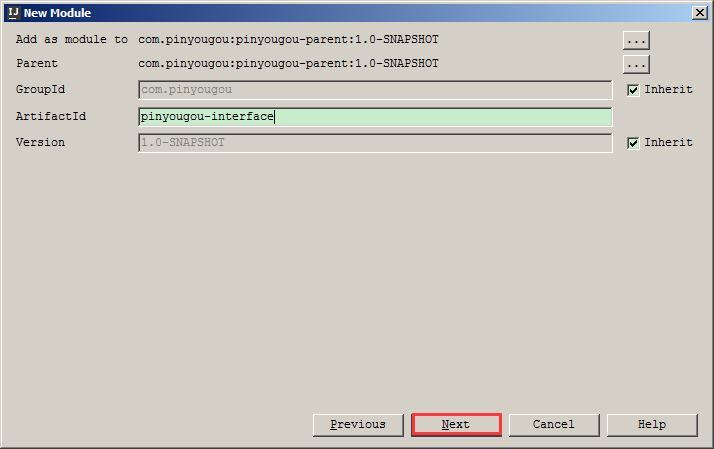 IJ New Module
Add as module to com.pinyougou:pinyougou-parent:1.0-SNAPSHOT ...
Parent com.pinyougou:pinyougou-parent:1.0-SNAPSHOT ...
GroupId com.pinyougou Inherit
ArtifactId pinyougou-interface
Version 1.0-SNAPSHOT Inherit
Previous Next Cancel Help